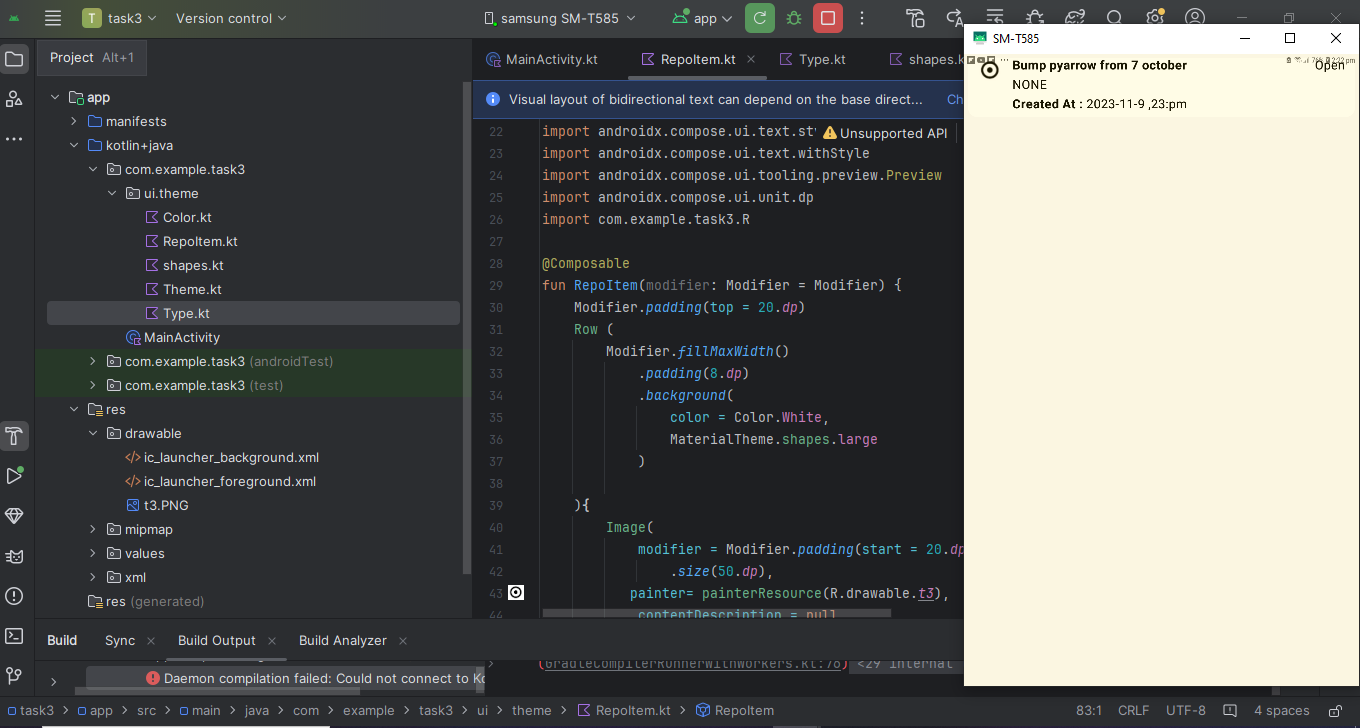 T task3 Version control samsung SM-T585 app
Project Alt+1
app
manifests
kotlin+java
com.example.task3
ui.theme
Color.kt
RepoItem.kt
shapes.kt
Theme.kt
Type.kt
MainActivity
com.example.task3 (androidTest)
com.example.task3 (test)
res
drawable
ic_launcher_background.xml
ic_launcher_foreground.xml
t3.PNG
mipmap
values
xml
res (generated)
MainActivity.kt RepoItem.kt Type.kt shapes.k
Visual layout of bidirectional text can depend on the base direct... Ch
Unsupported API
22 import androidx.compose.ui.text.st
23 import androidx.compose.ui.text.withStyle
24 import androidx.compose.ui.tooling.preview.Preview
25 import androidx.compose.ui.unit.dp
26 import com.example.task3.R
27
28 @Composable
29 fun RepoItem(modifier: Modifier = Modifier) {
30 Modifier.padding(top = 20.dp)
31 Row (
32 Modifier.fillMaxWidth()
33 .padding(8.dp)
34 .background(
35 color = Color.White,
36 MaterialTheme.shapes.large
37 )
38
39 ){
40 Image(
41 modifier = Modifier.padding(start = 20.dp
42 .size(50.dp),
43 painter= painterResource(R.drawable.t3),
44 contentDescription = null
SM-T585
Bump pyarrow from 7 october
Open
NONE
Created At : 2023-11-9 ,23:pm
Build Sync Build Output Build Analyzer
Daemon compilation failed: Could not connect to Ko
(GradleCompilerRunnerWithWorkers.kt:78) <29 internal
task3 > app > src > main > java > com > example > task3 > ui > theme > RepoItem.kt > RepoItem
83:1 CRLF UTF-8 4 spaces